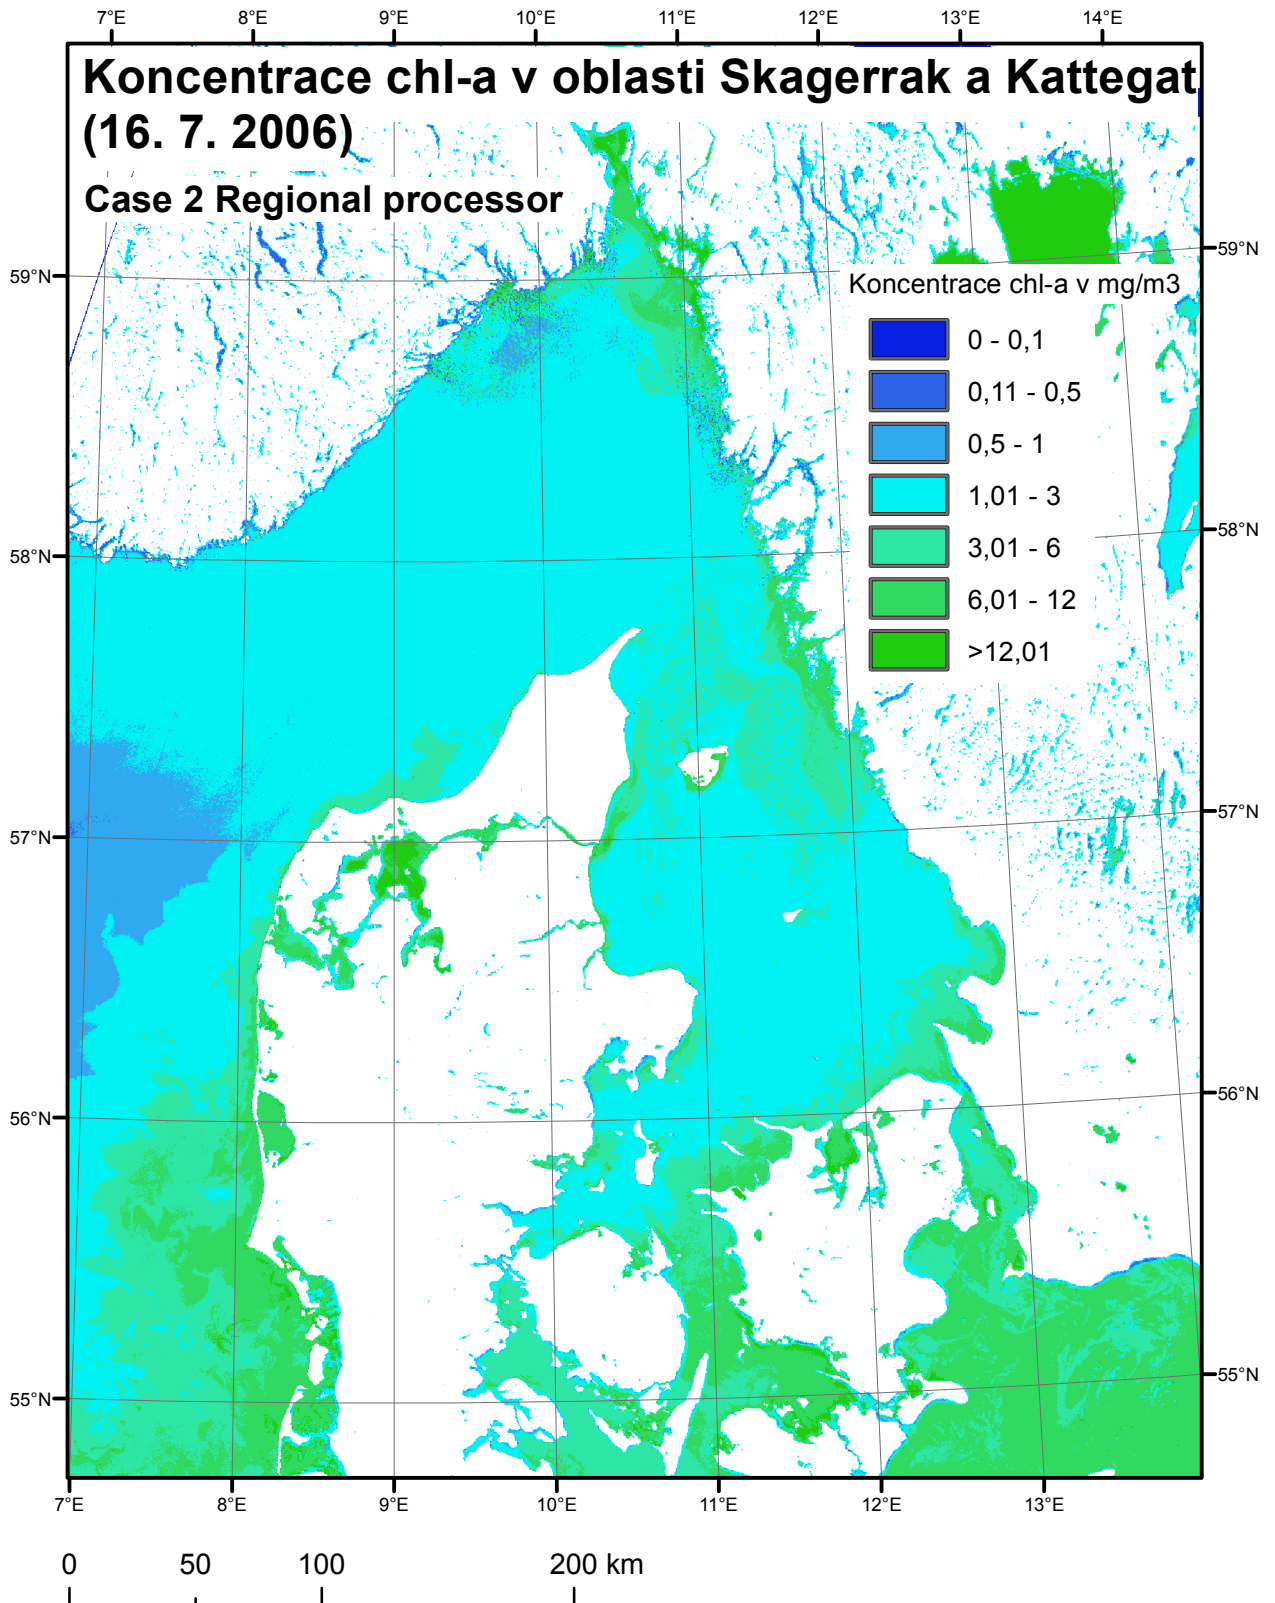 7°E 8°E 9°E 10°E 11°E 12°E 13°E 14°E
Koncentrace chl-a v oblasti Skagerrak a Kattegat
(16. 7. 2006)
Case 2 Regional processor
59°N 59°N
Koncentrace chl-a v mg/m3
0 - 0,1
0,11 - 0,5
0,5 - 1
1,01 - 3
3,01 - 6
6,01 - 12
>12,01
58°N 58°N
57°N 57°N
56°N 56°N
55°N 55°N
7°E 8°E 9°E 10°E 11°E 12°E 13°E
0 50 100 200 km